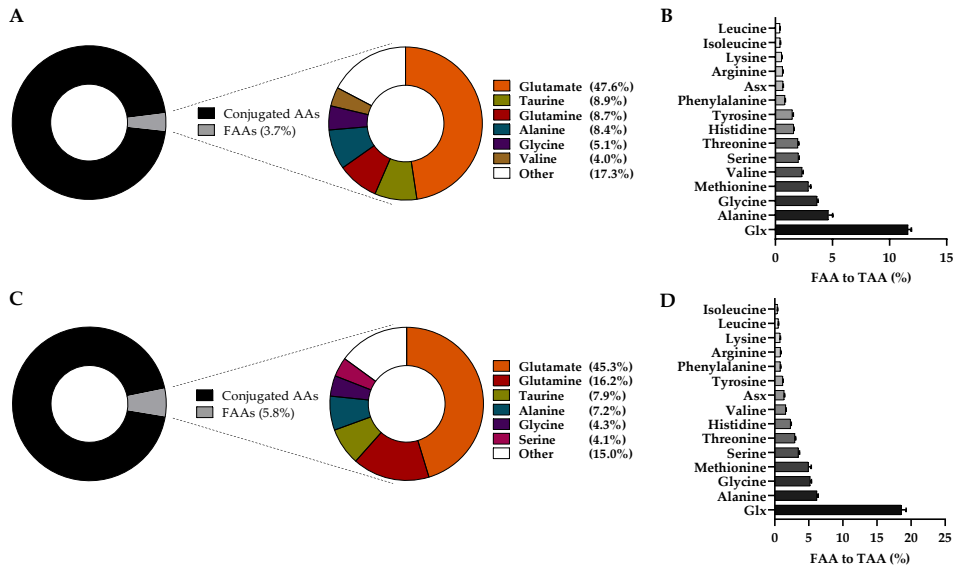 A
Conjugated AAs
FAAs (3.7%)
Glutamate (47.6%)
Taurine (8.9%)
Glutamine (8.7%)
Alanine (8.4%)
Glycine (5.1%)
Valine (4.0%)
Other (17.3%)
B
Leucine
Isoleucine
Lysine
Arginine
Asx
Phenylalanine
Tyrosine
Histidine
Threonine
Serine
Valine
Methionine
Glycine
Alanine
Glx
0 5 10 15
FAA to TAA (%)
C
Conjugated AAs
FAAs (5.8%)
Glutamate (45.3%)
Glutamine (16.2%)
Taurine (7.9%)
Alanine (7.2%)
Glycine (4.3%)
Serine (4.1%)
Other (15.0%)
D
Isoleucine
Leucine
Lysine
Arginine
Phenylalanine
Tyrosine
Asx
Valine
Histidine
Threonine
Serine
Methionine
Glycine
Alanine
Glx
0 5 10 15 20 25
FAA to TAA (%)